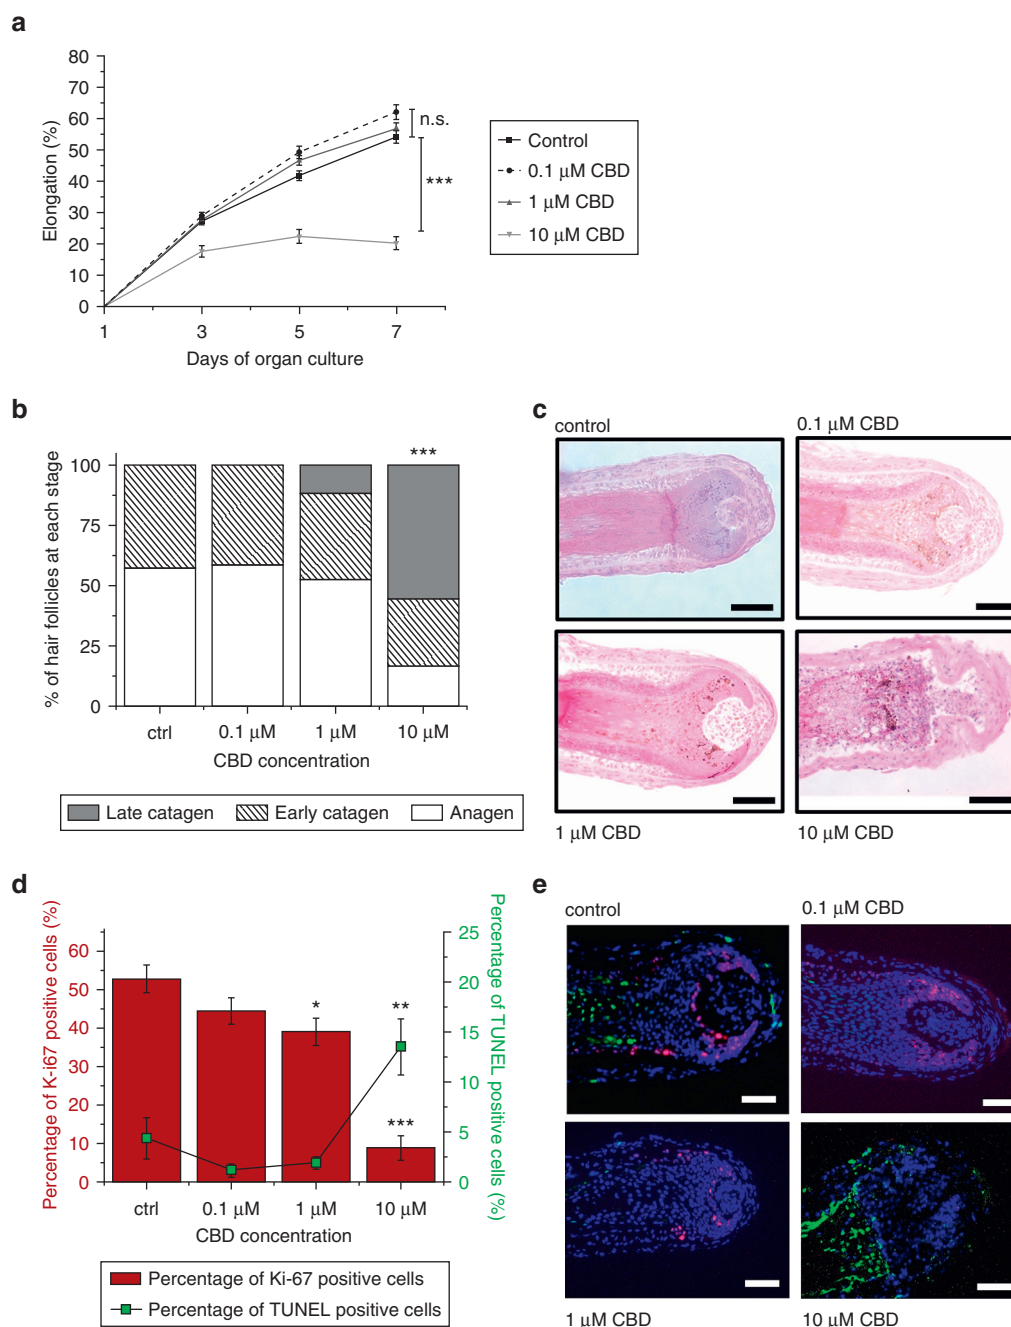 a
80
70
60
50
40
30
20
10
0
Elongation (%)
1 3 5 7
Days of organ culture
n.s.
***
Control
0.1 µM CBD
1 µM CBD
10 µM CBD
b
***
100
75
50
25
0
% of hair follicles at each stage
ctrl 0.1 µM 1 µM 10 µM
CBD concentration
Late catagen Early catagen Anagen
c
control
0.1 µM CBD
1 µM CBD
10 µM CBD
d
Percentage of K-i67 positive cells (%)
60
50
40
30
20
10
0
*
**
***
25
20
15
10
5
0
Percentage of TUNEL
positive cells (%)
ctrl 0.1 µM 1 µM 10 µM
CBD concentration
Percentage of Ki-67 positive cells
Percentage of TUNEL positive cells
e
control
0.1 µM CBD
1 µM CBD
10 µM CBD